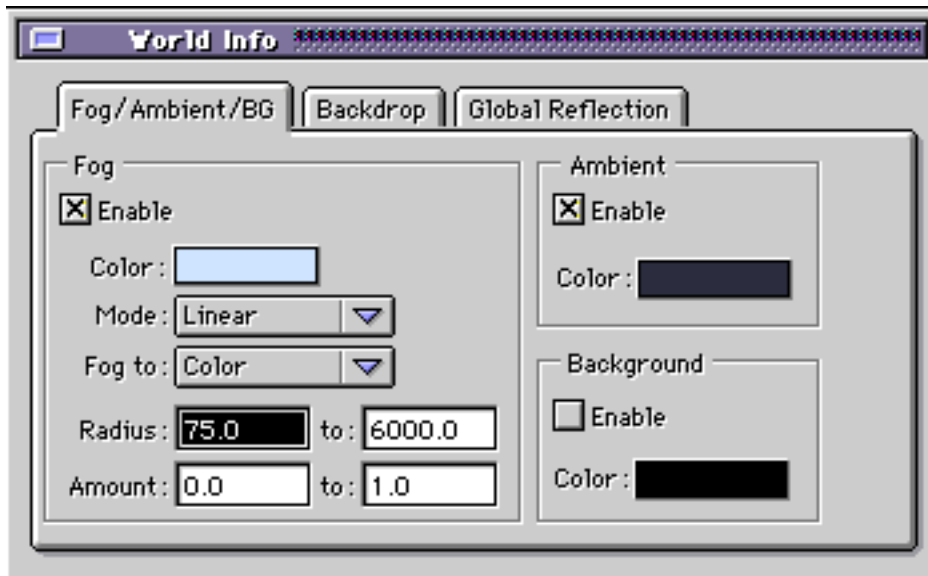 World Info
Fog/Ambient/BG Backdrop Global Reflection
Fog
Enable
Color:
Mode: Linear
Fog to: Color
Radius: 75.0 to: 6000.0
Amount: 0.0 to: 1.0
Ambient
Enable
Color:
Background
Enable
Color: